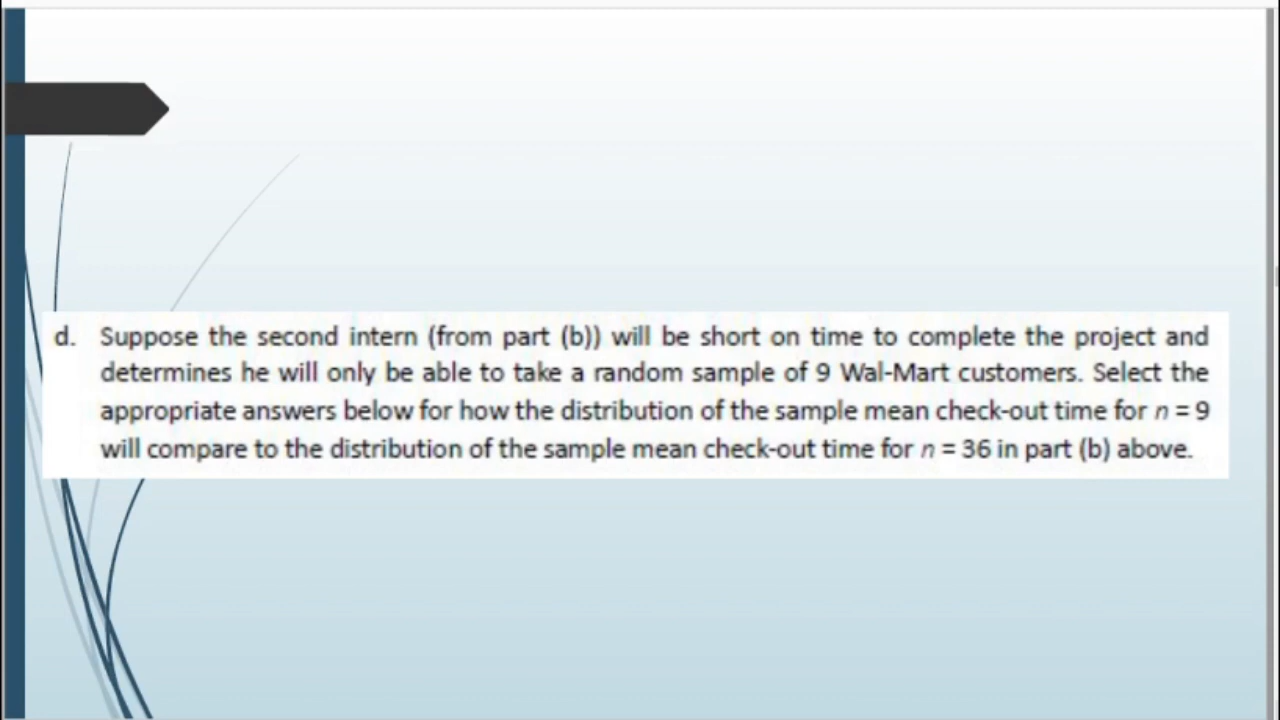 d. Suppose the second intern (from part (b)) will be short on time to complete the project and
determines he will only be able to take a random sample of 9 Wal-Mart customers. Select the
appropriate answers below for how the distribution of the sample mean check-out time for n = 9
will compare to the distribution of the sample mean check-out time for n = 36 in part (b) above.